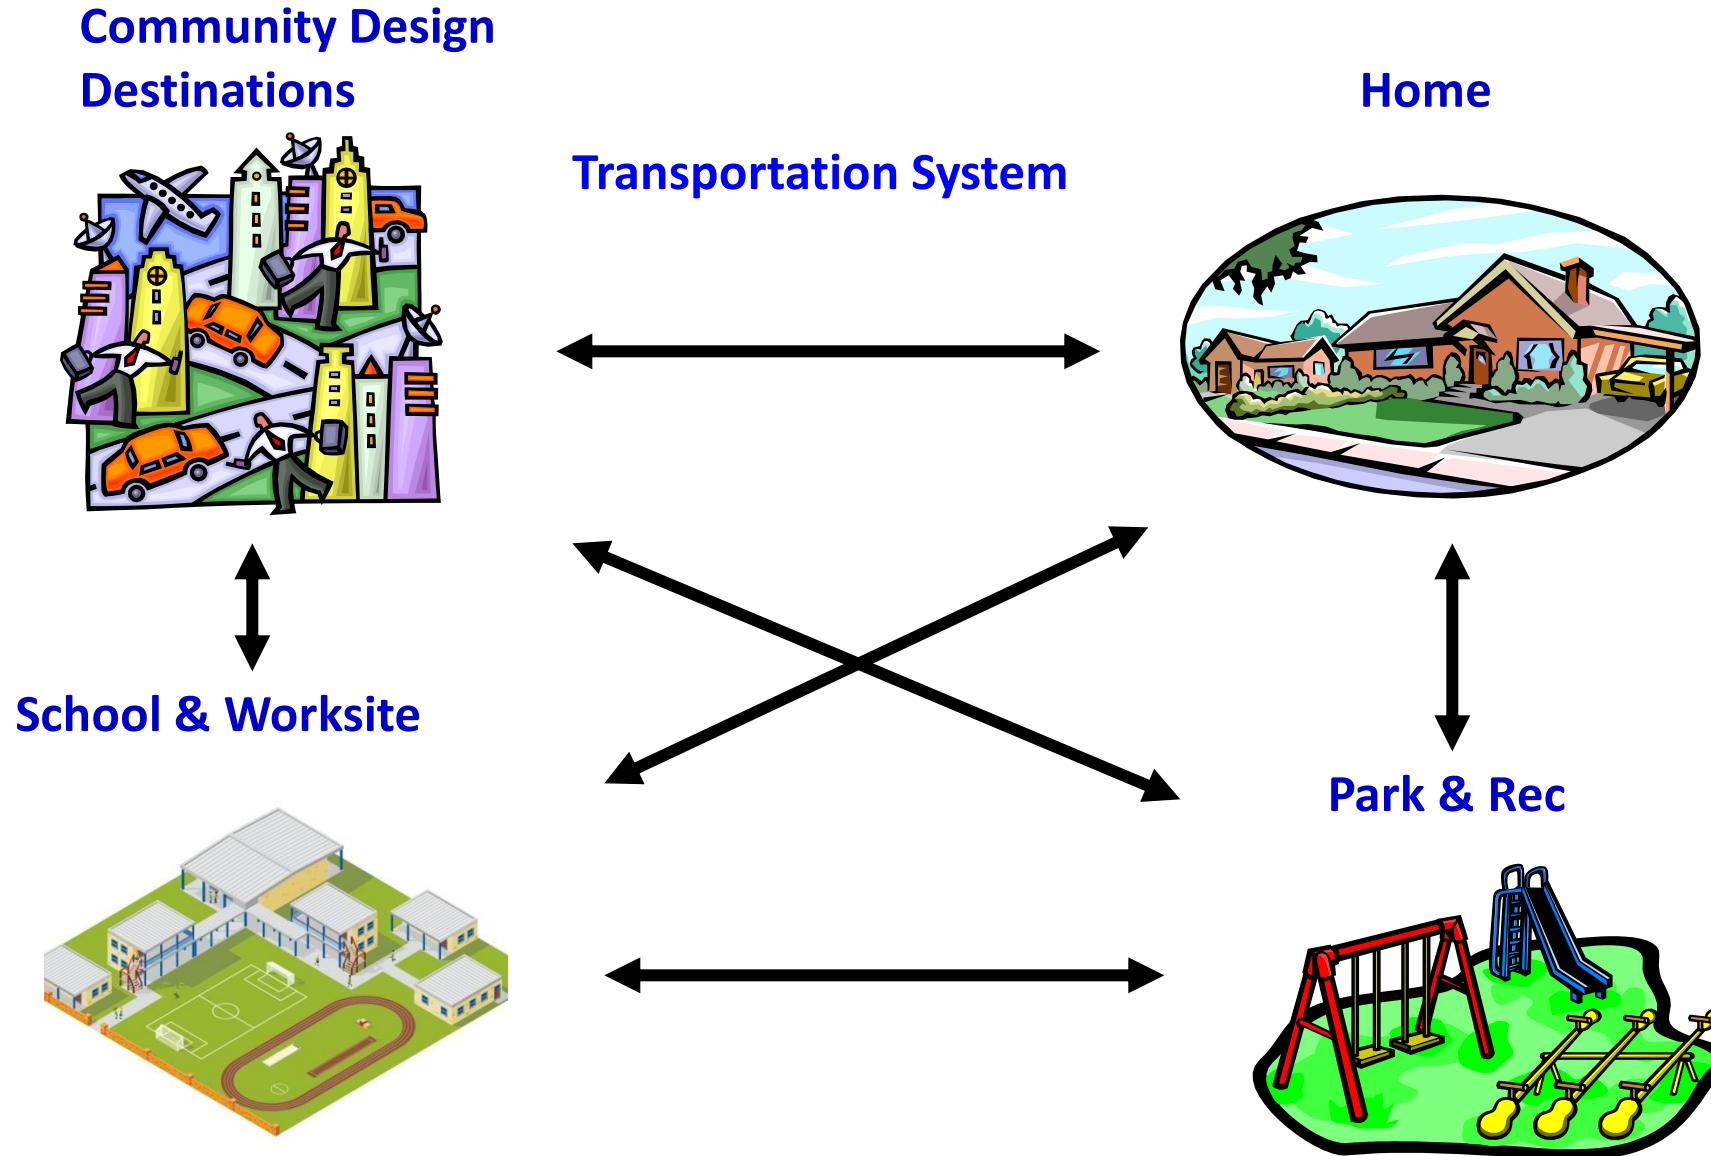 Community Design
Destinations
Home
Transportation System
School & Worksite
Park & Rec